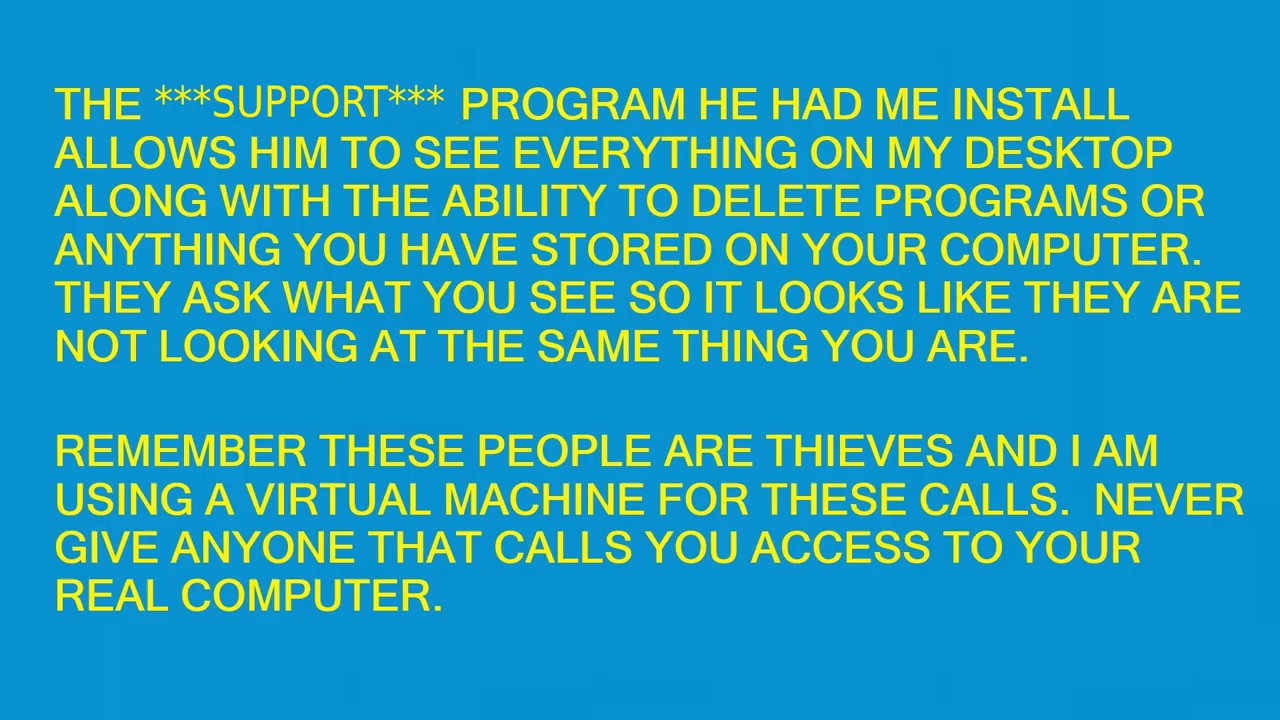 THE ***SUPPORT*** PROGRAM HE HAD ME INSTALL
ALLOWS HIM TO SEE EVERYTHING ON MY DESKTOP
ALONG WITH THE ABILITY TO DELETE PROGRAMS OR
ANYTHING YOU HAVE STORED ON YOUR COMPUTER.
THEY ASK WHAT YOU SEE SO IT LOOKS LIKE THEY ARE
NOT LOOKING AT THE SAME THING YOU ARE.
REMEMBER THESE PEOPLE ARE THIEVES AND I AM
USING A VIRTUAL MACHINE FOR THESE CALLS.  NEVER
GIVE ANYONE THAT CALLS YOU ACCESS TO YOUR
REAL COMPUTER.